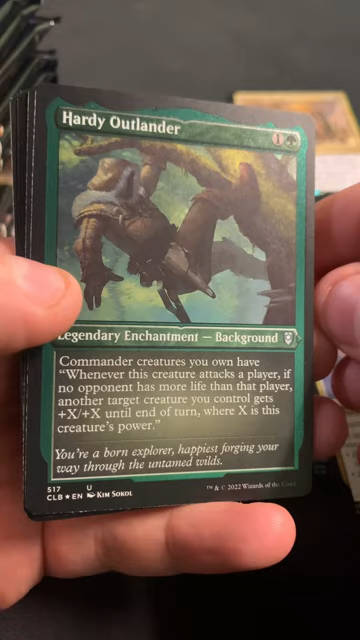 Hardy Outlander 1
Legendary Enchantment — Background
Commander creatures you own have
“Whenever this creature attacks a player, if
no opponent has more life than that player,
another target creature you control gets
+X/+X until end of turn, where X is this
creature's power.”
You're a born explorer, happiest forging your
way through the untamed wilds.
517 U
CLB★EN KIM SOKOL ™ & © 2022 Wizards of the Coast